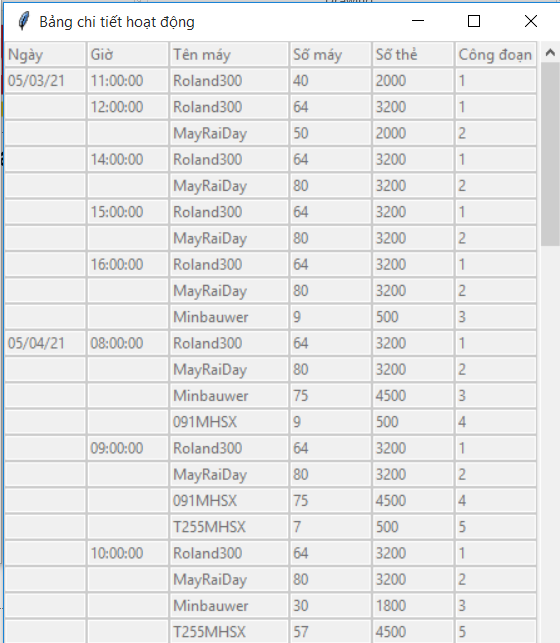 Bảng chi tiết hoạt động
Ngày Giờ Tên máy Số máy Số thẻ Công đoạn
05/03/21 11:00:00 Roland300 40 2000 1
12:00:00 Roland300 64 3200 1
MayRaiDay 50 2000 2
14:00:00 Roland300 64 3200 1
MayRaiDay 80 3200 2
15:00:00 Roland300 64 3200 1
MayRaiDay 80 3200 2
16:00:00 Roland300 64 3200 1
MayRaiDay 80 3200 2
Minbauwer 9 500 3
05/04/21 08:00:00 Roland300 64 3200 1
MayRaiDay 80 3200 2
Minbauwer 75 4500 3
091MHSX 9 500 4
09:00:00 Roland300 64 3200 1
MayRaiDay 80 3200 2
091MHSX 75 4500 4
T255MHSX 7 500 5
10:00:00 Roland300 64 3200 1
MayRaiDay 80 3200 2
Minbauwer 30 1800 3
T255MHSX 57 4500 5